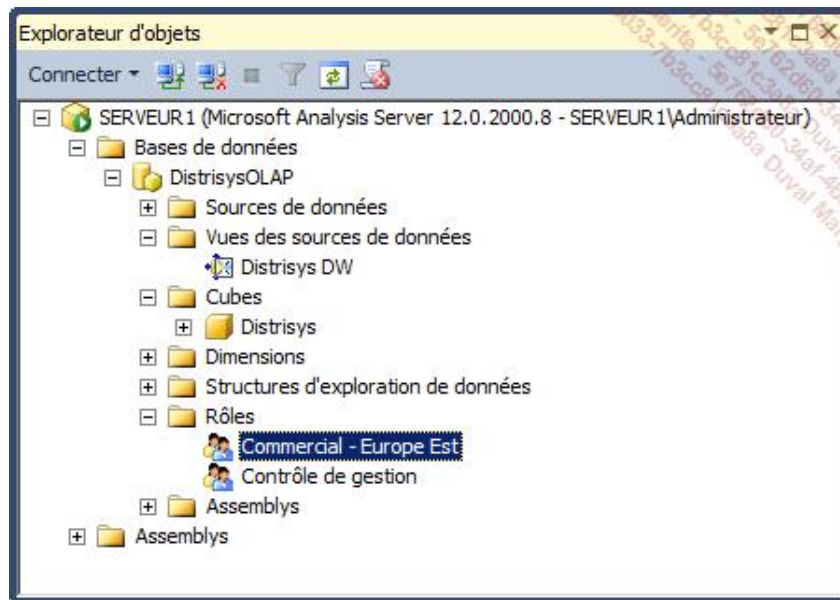 Explorateur d'objets
Connecter
SERVEUR1 (Microsoft Analysis Server 12.0.2000.8 - SERVEUR1\Administrateur)
Bases de données
DistrisysOLAP
Sources de données
Vues des sources de données
Distrisys DW
Cubes
Distrisys
Dimensions
Structures d'exploration de données
Rôles
Commercial - Europe Est
Contrôle de gestion
Assemblys
Assemblys